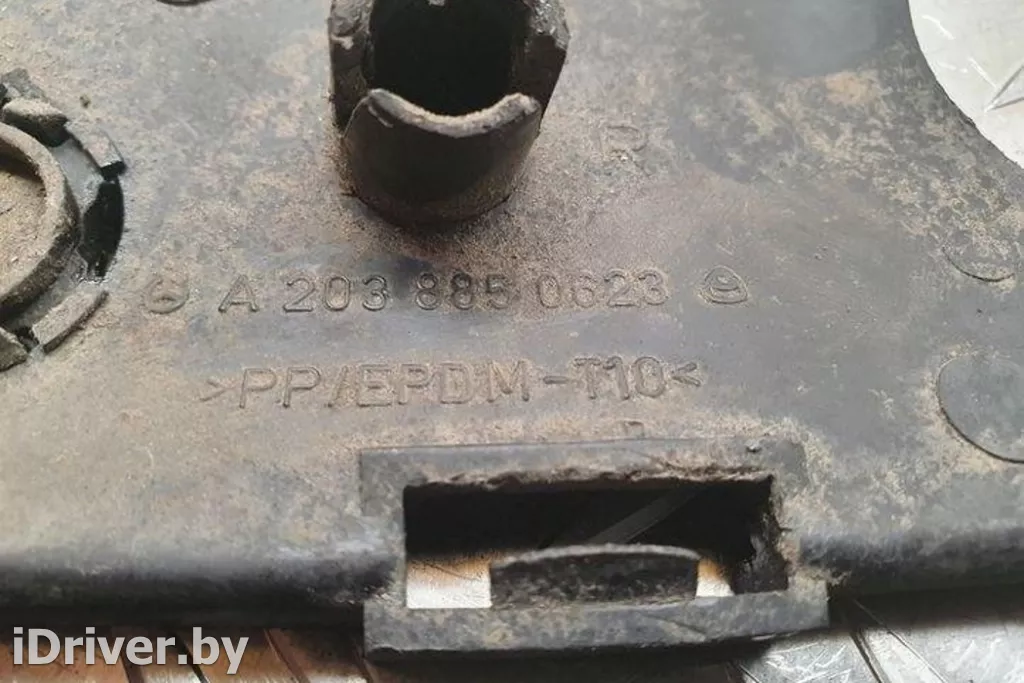 R
A 203 885 0623
>PP/EPDM-T10<
iDriver.by